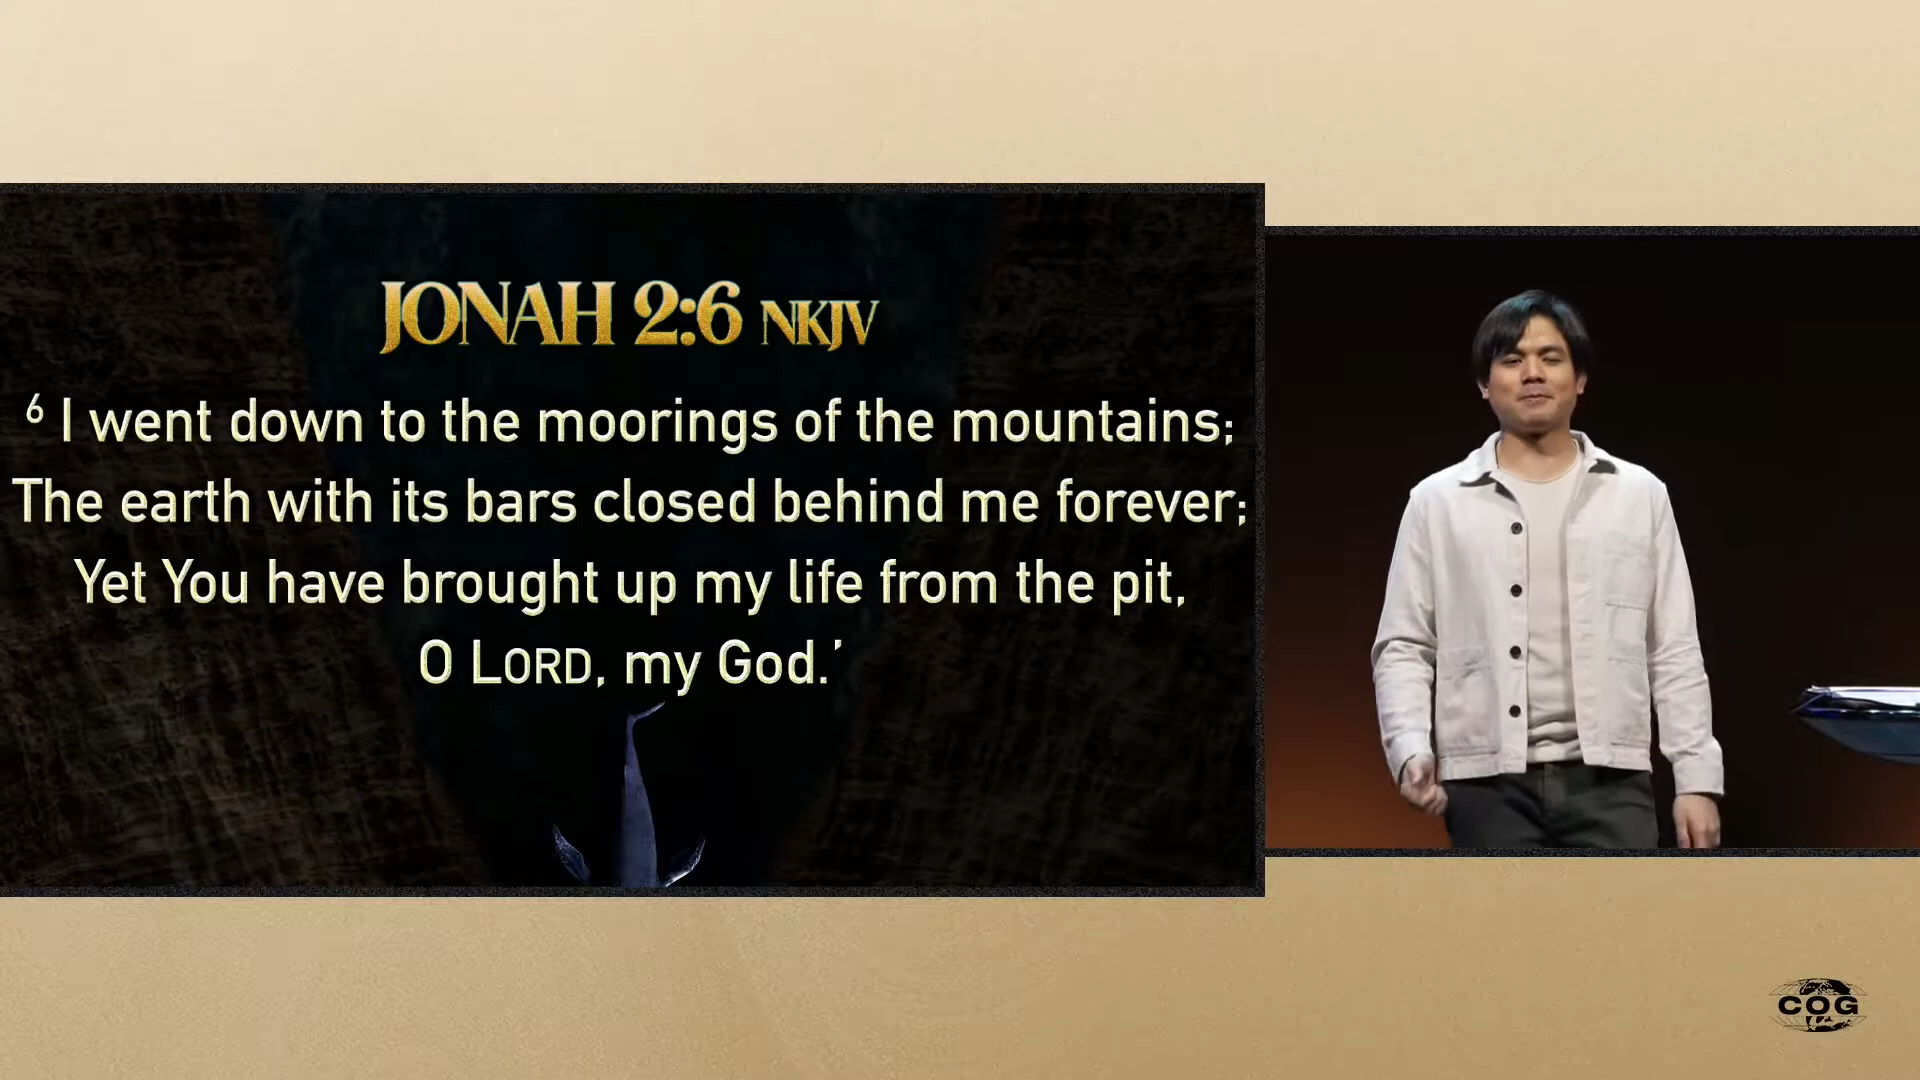 JONAH 2:6 NKJV
⁶ I went down to the moorings of the mountains;
The earth with its bars closed behind me forever;
Yet You have brought up my life from the pit,
O LORD, my God.’
COG